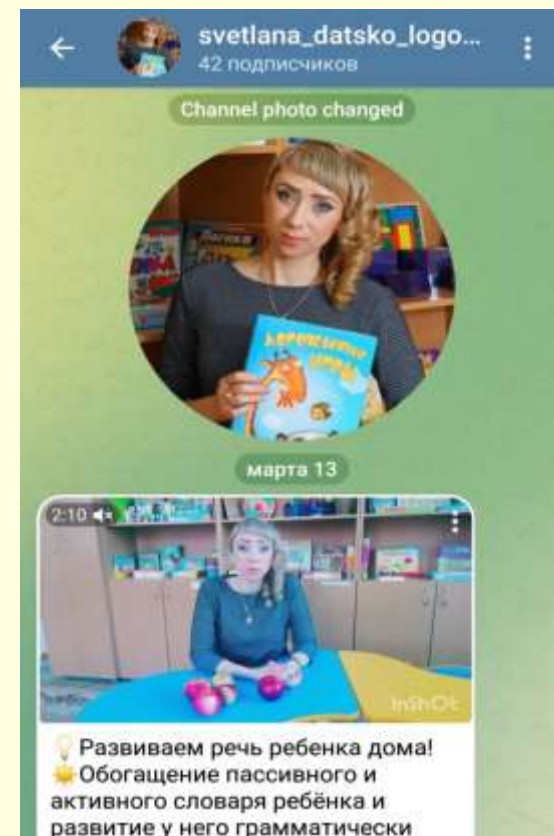 svetlana_datsko_logo...
42 подписчиков
Channel photo changed
марта 13
2:10
InShOt
Развиваем речь ребенка дома!
Обогащение пассивного и
активного словаря ребёнка и
развитие у него грамматически